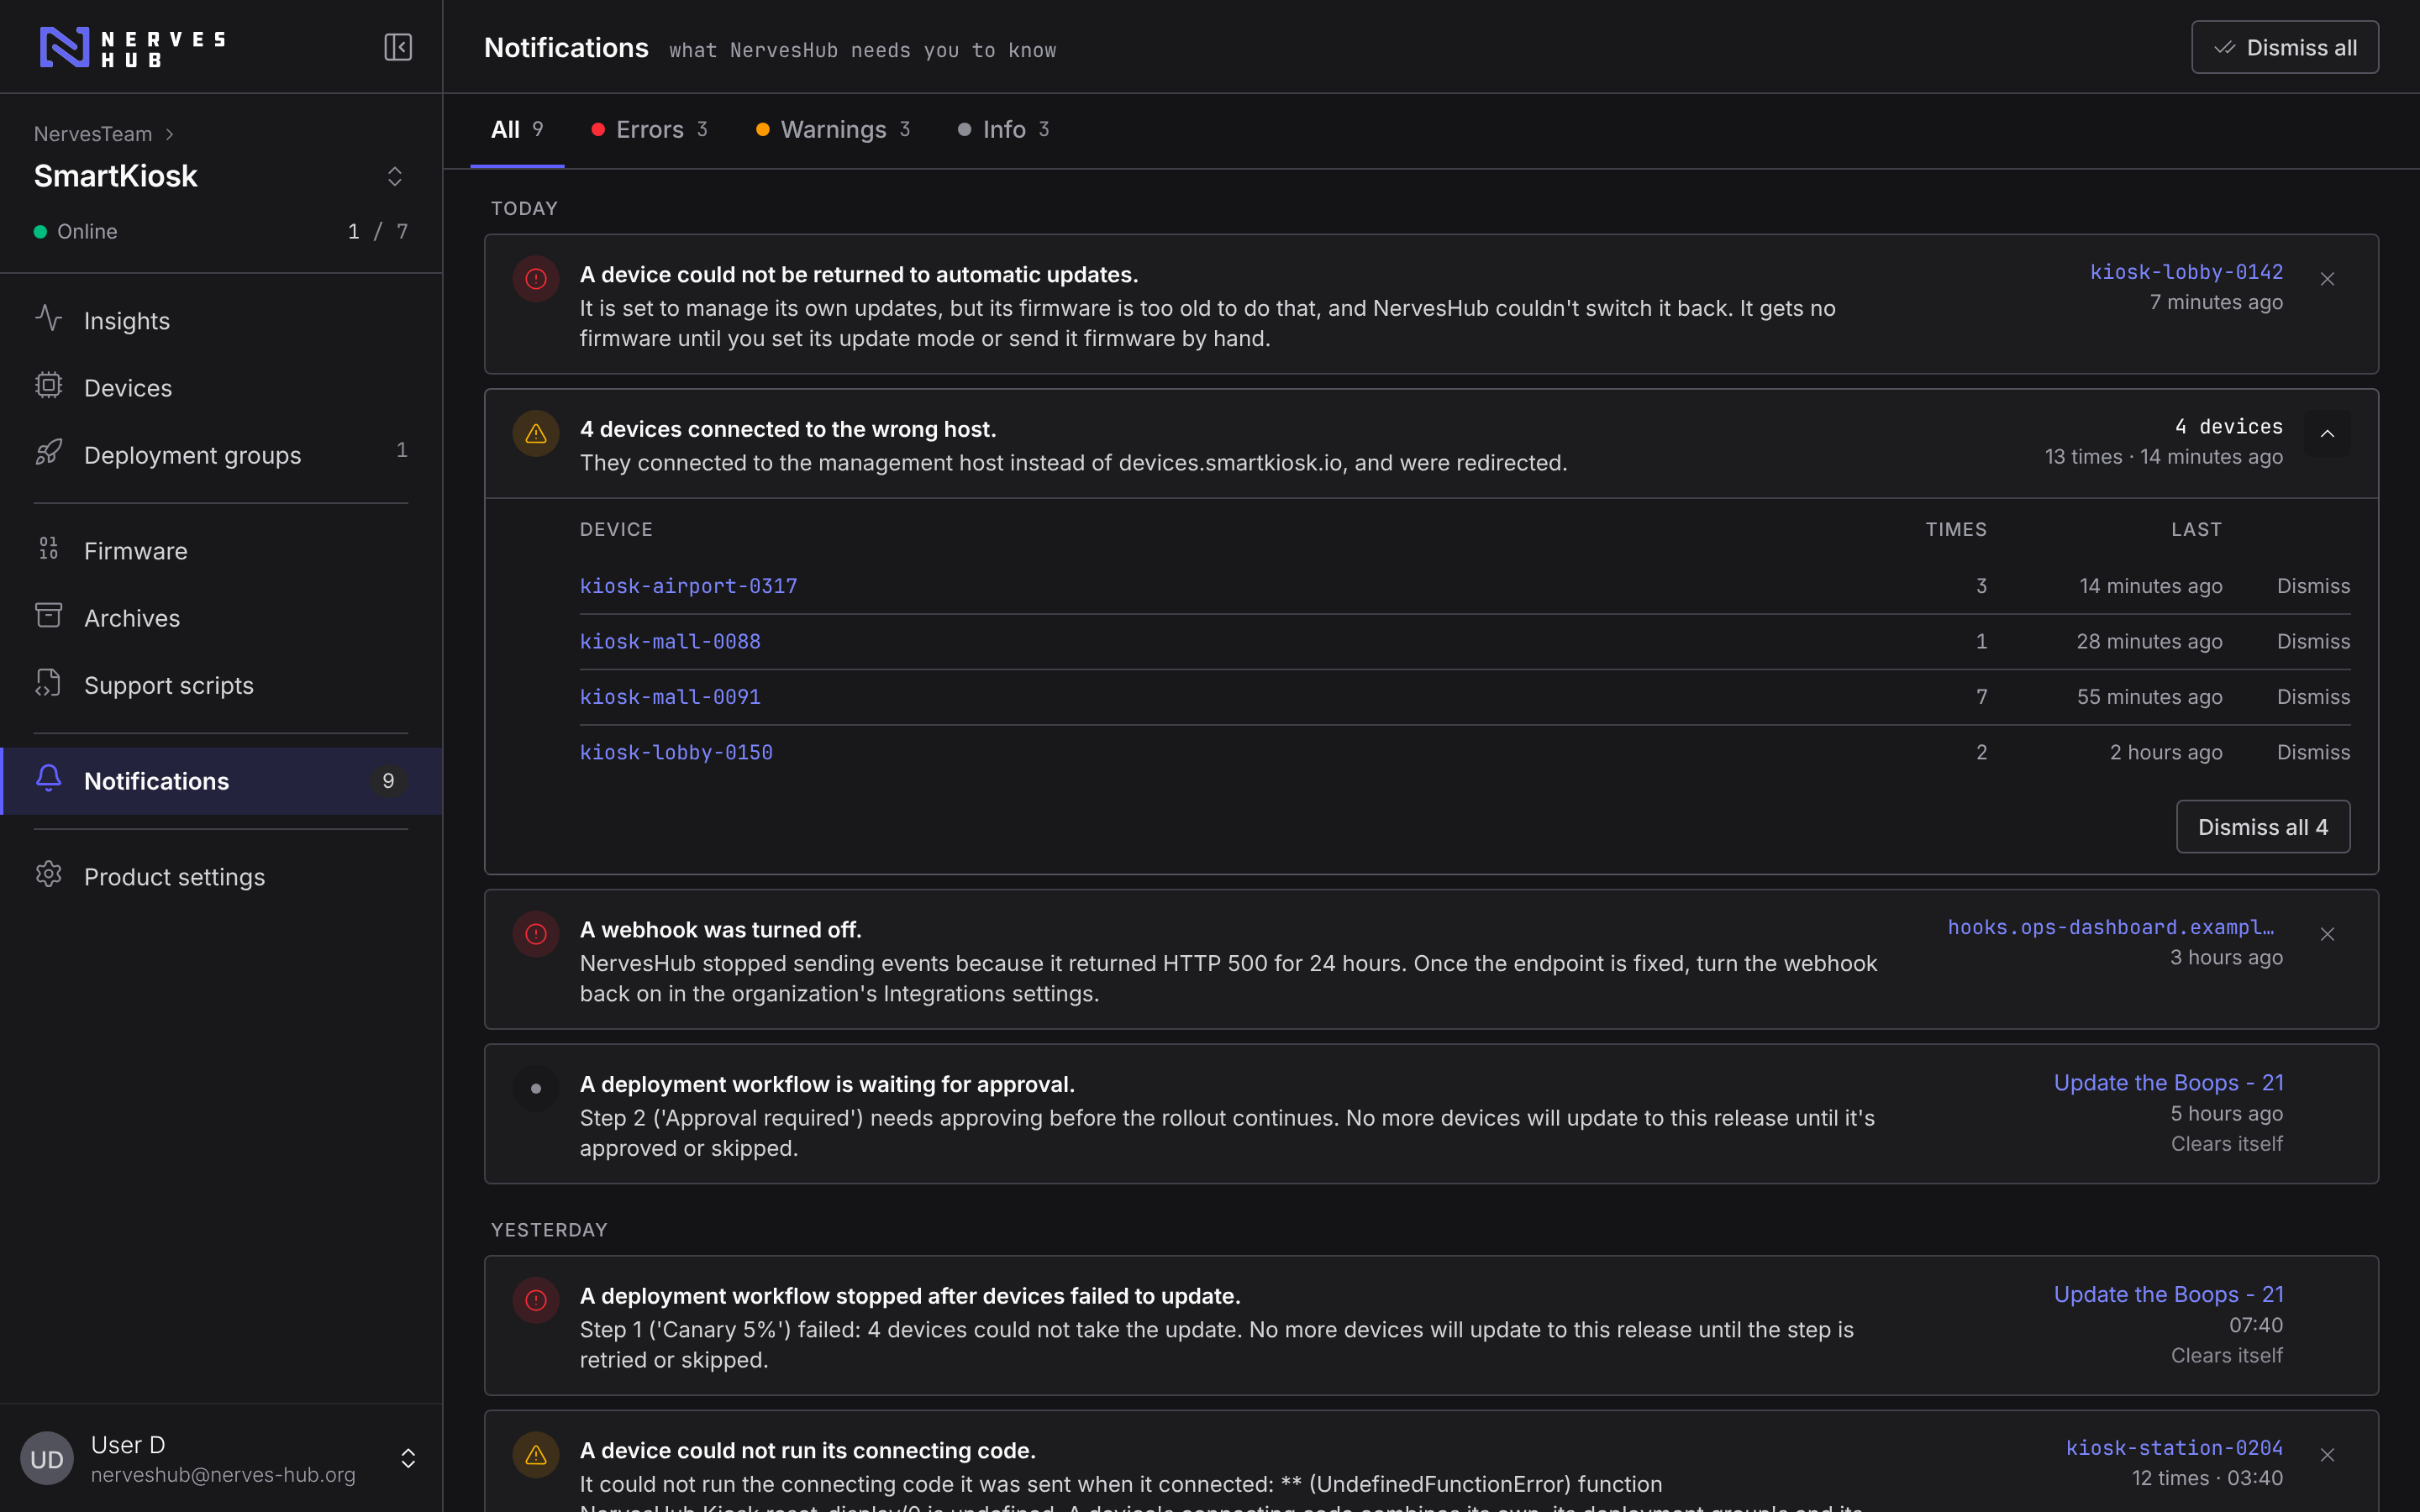 NERVES
HUB
NervesTeam
SmartKiosk
Online
1 / 7
Insights
Devices
Deployment groups
1
Firmware
Archives
Support scripts
Notifications
9
Product settings
UD
User D
nerveshub@nerves-hub.org
Notifications what NervesHub needs you to know
Dismiss all
All 9
Errors 3
Warnings 3
Info 3
TODAY
A device could not be returned to automatic updates.
It is set to manage its own updates, but its firmware is too old to do that, and NervesHub couldn't switch it back. It gets no
firmware until you set its update mode or send it firmware by hand.
kiosk-lobby-0142
7 minutes ago
4 devices connected to the wrong host.
They connected to the management host instead of devices.smartkiosk.io, and were redirected.
4 devices
13 times · 14 minutes ago
DEVICE TIMES LAST
kiosk-airport-0317 3 14 minutes ago Dismiss
kiosk-mall-0088 1 28 minutes ago Dismiss
kiosk-mall-0091 7 55 minutes ago Dismiss
kiosk-lobby-0150 2 2 hours ago Dismiss
Dismiss all 4
A webhook was turned off.
NervesHub stopped sending events because it returned HTTP 500 for 24 hours. Once the endpoint is fixed, turn the webhook
back on in the organization's Integrations settings.
hooks.ops-dashboard.exampl…
3 hours ago
A deployment workflow is waiting for approval.
Step 2 ('Approval required') needs approving before the rollout continues. No more devices will update to this release until it's
approved or skipped.
Update the Boops - 21
5 hours ago
Clears itself
YESTERDAY
A deployment workflow stopped after devices failed to update.
Step 1 ('Canary 5%') failed: 4 devices could not take the update. No more devices will update to this release until the step is
retried or skipped.
Update the Boops - 21
07:40
Clears itself
A device could not run its connecting code.
It could not run the connecting code it was sent when it connected: ** (UndefinedFunctionError) function
kiosk-station-0204
12 times · 03:40